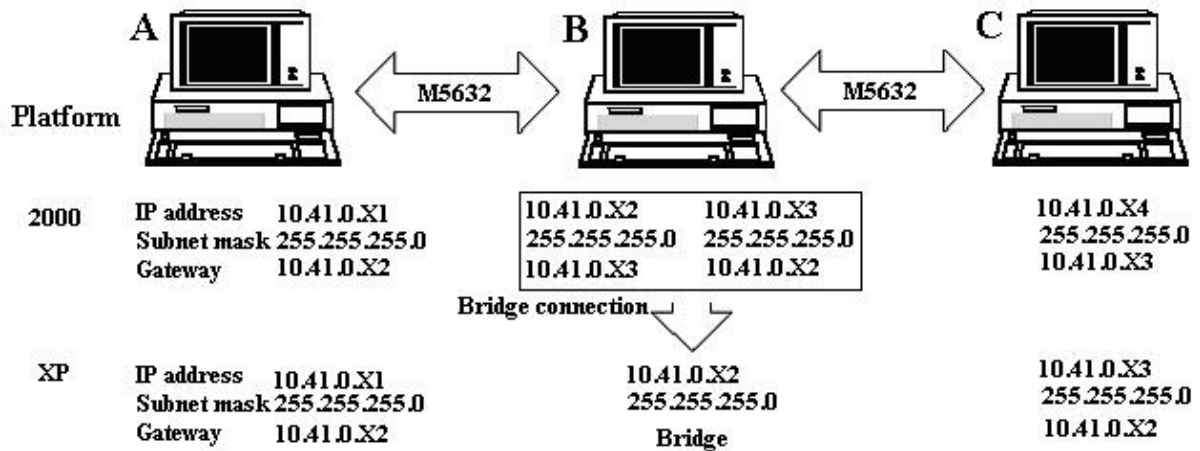 A B C
M5632 M5632
Platform
2000
IP address 10.41.0.X1
Subnet mask 255.255.255.0
Gateway 10.41.0.X2
10.41.0.X2 10.41.0.X3
255.255.255.0 255.255.255.0
10.41.0.X3 10.41.0.X2
10.41.0.X4
255.255.255.0
10.41.0.X3
Bridge connection
XP
IP address 10.41.0.X1
Subnet mask 255.255.255.0
Gateway 10.41.0.X2
10.41.0.X2
255.255.255.0
Bridge
10.41.0.X3
255.255.255.0
10.41.0.X2